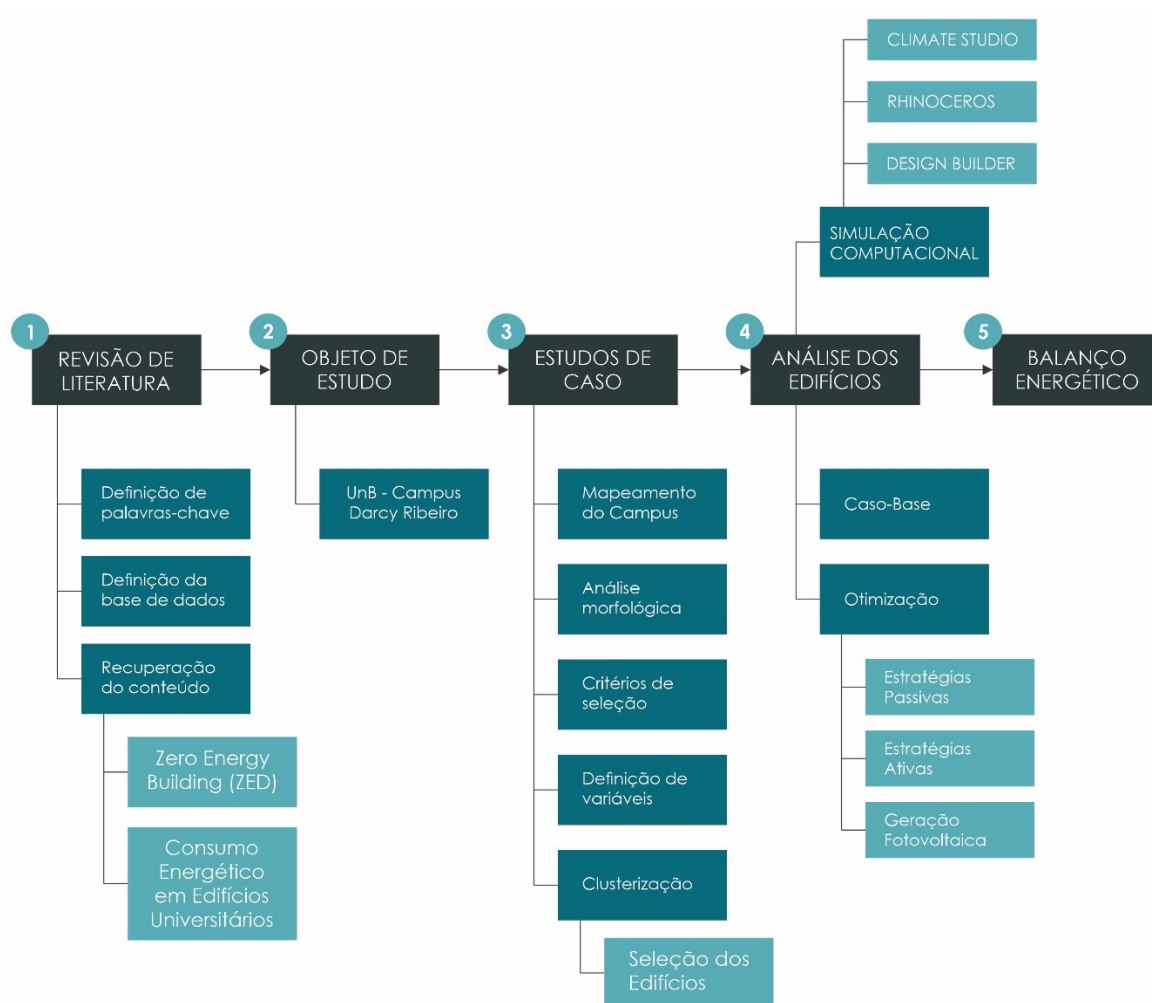 CLIMATE STUDIO
RHINOCEROS
DESIGN BUILDER
SIMULAÇÃO
COMPUTACIONAL
1
REVISÃO DE
LITERATURA
2
OBJETO DE
ESTUDO
3
ESTUDOS DE
CASO
4
ANÁLISE DOS
EDIFÍCIOS
5
BALANÇO
ENERGÉTICO
Definição de
palavras-chave
Definição da
base de dados
Recuperação
do conteúdo
Zero Energy
Building (ZED)
Consumo
Energético
em Edifícios
Universitários
UnB - Campus
Darcy Ribeiro
Mapeamento
do Campus
Análise
morfológica
Critérios de
seleção
Definição de
variáveis
Clusterização
Seleção dos
Edifícios
Caso-Base
Otimização
Estratégias
Passivas
Estratégias
Ativas
Geração
Fotovoltaica